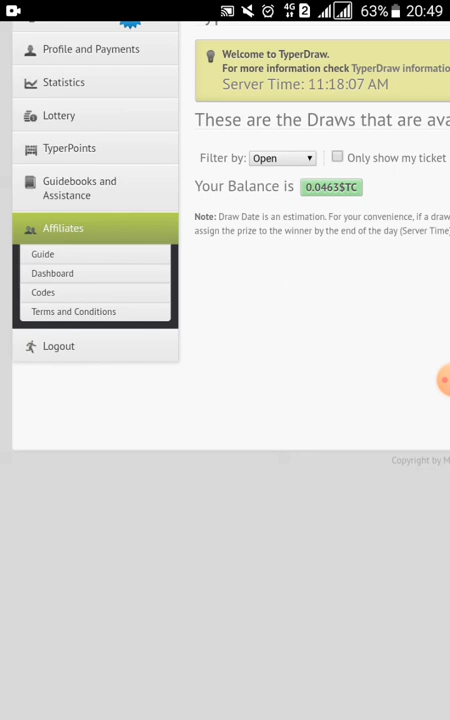 4G 2 63% 20:49
Profile and Payments
Statistics
Lottery
TyperPoints
Guidebooks and
Assistance
Affiliates
Guide
Dashboard
Codes
Terms and Conditions
Logout
Welcome to TyperDraw.
For more information check TyperDraw informatio
Server Time: 11:18:07 AM
These are the Draws that are ava
Filter by: Open Only show my ticket
Your Balance is 0.0463$TC
Note: Draw Date is an estimation. For your convenience, if a draw
assign the prize to the winner by the end of the day (Server Time)
Copyright by M